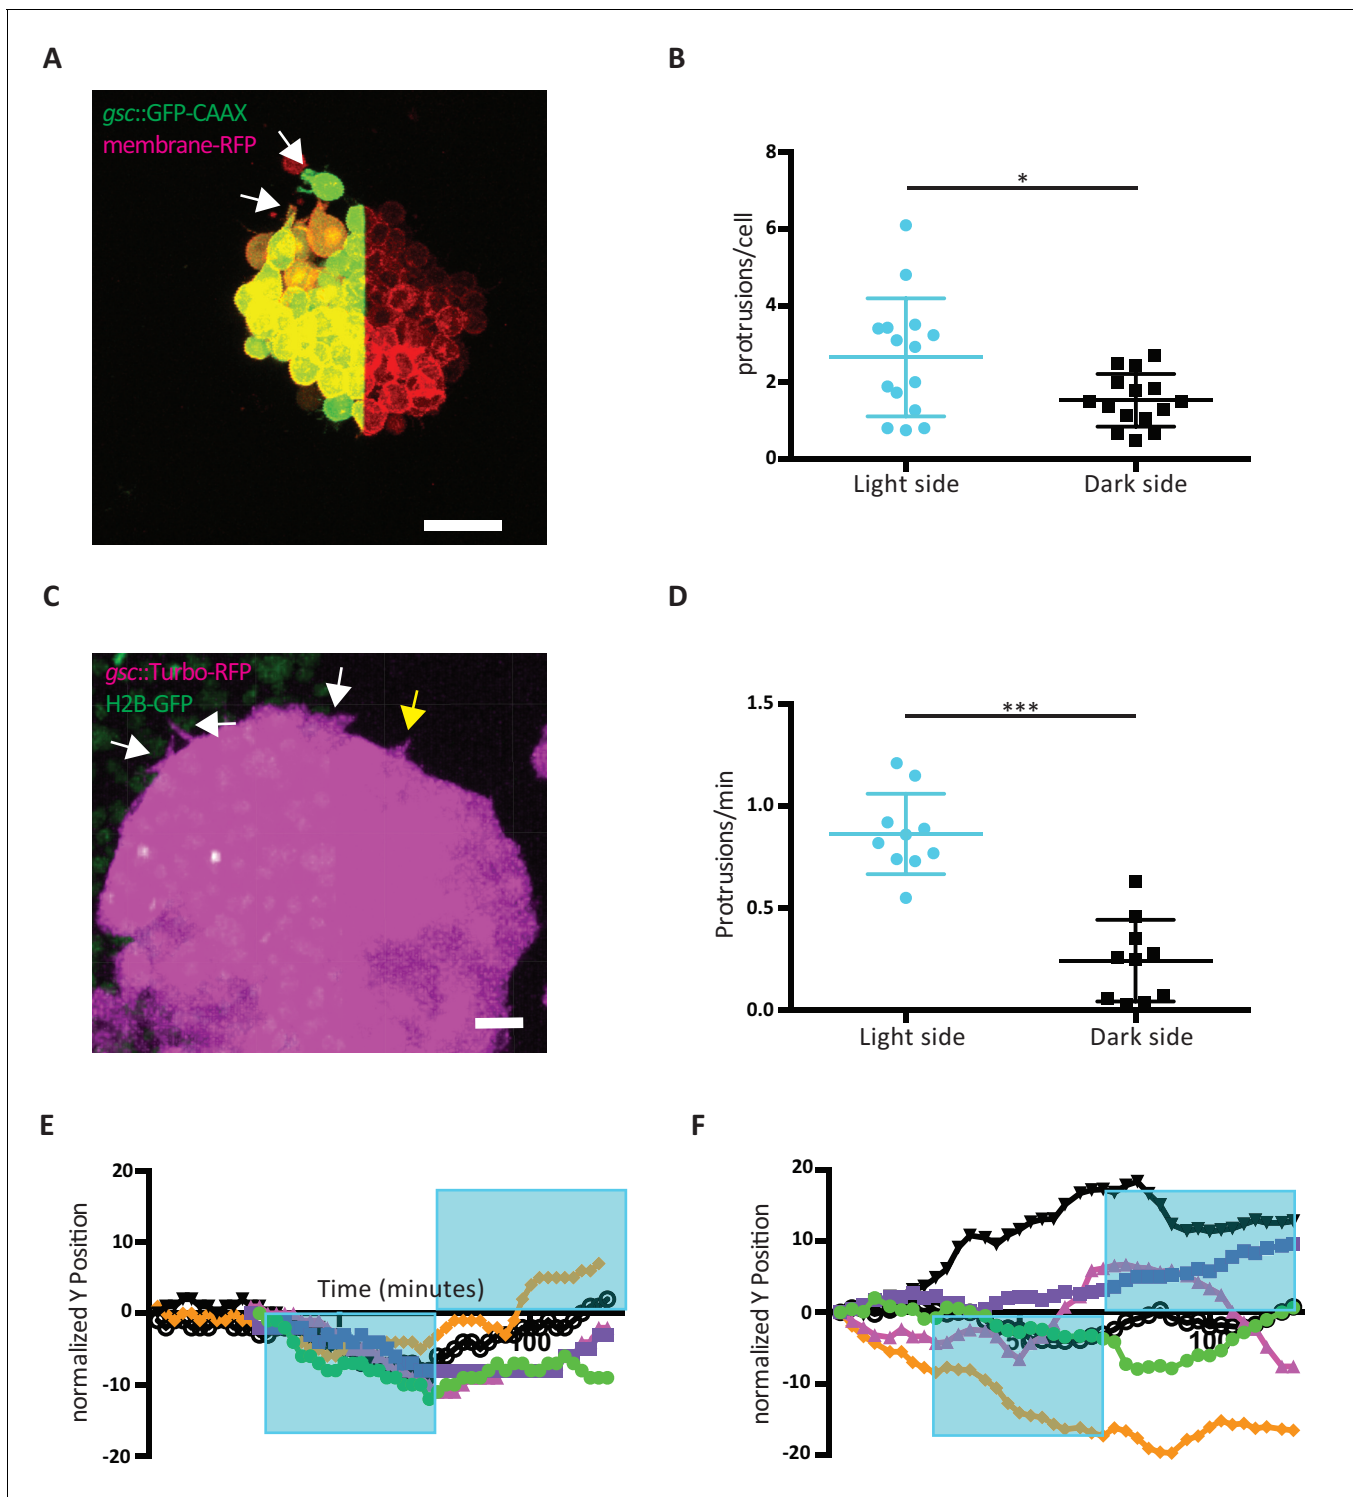 A
gsc::GFP-CAAX
membrane-RFP
B
protrusions/cell
8
6
4
2
0
*
Light side
Dark side
C
gsc::Turbo-RFP
H2B-GFP
D
Protrusions/min
1.5
1.0
0.5
0.0
***
Light side
Dark side
E
normalized Y Position
20
10
0
-10
-20
Time (minutes)
100
F
normalized Y Position
20
10
0
-10
-20
100